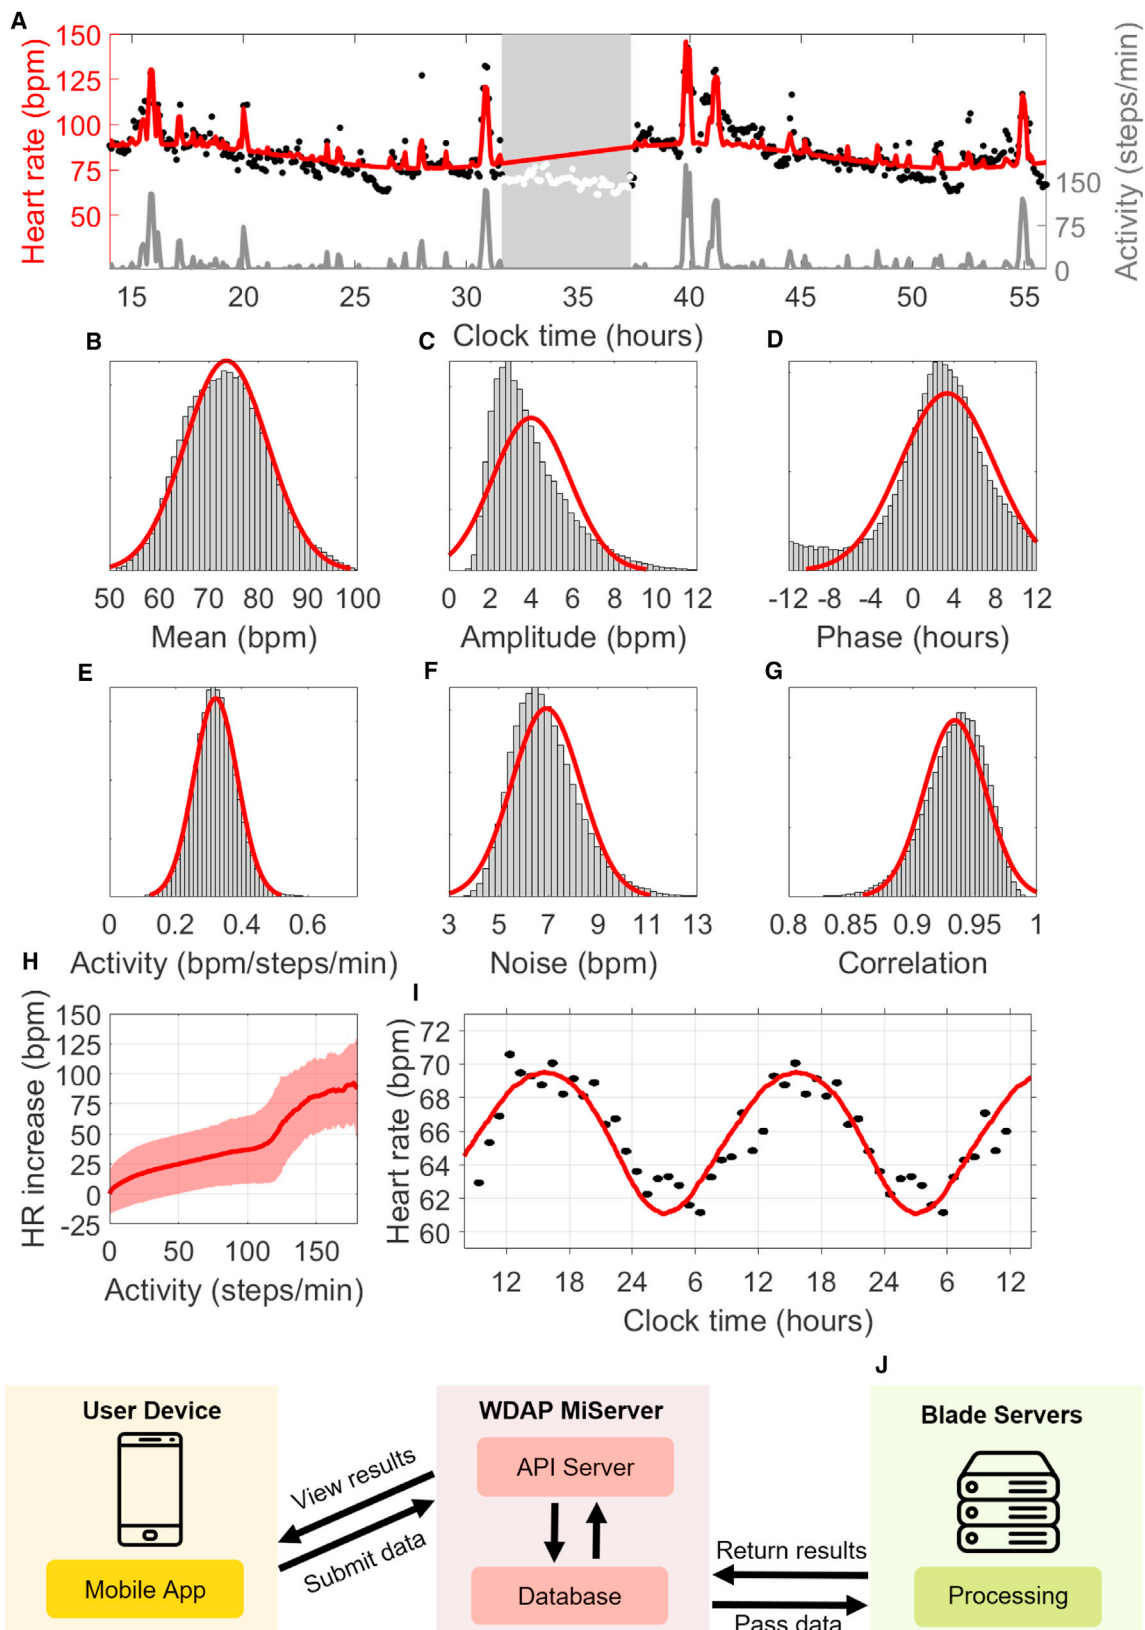 A
Heart rate (bpm)
150
125
100
75
50
Activity (steps/min)
150
75
0
15 20 25 30 35 40 45 50 55
Clock time (hours)
B
50 60 70 80 90 100
Mean (bpm)
C
0 2 4 6 8 10 12
Amplitude (bpm)
D
-12 -8 -4 0 4 8 12
Phase (hours)
E
0 0.2 0.4 0.6
Activity (bpm/steps/min)
F
3 5 7 9 11 13
Noise (bpm)
G
0.8 0.85 0.9 0.95 1
Correlation
H
HR increase (bpm)
150
125
100
75
50
25
0
-25
0 50 100 150
Activity (steps/min)
I
Heart rate (bpm)
72
70
68
66
64
62
60
12 18 24 6 12 18 24 6 12
Clock time (hours)
J
User Device
Mobile App
View results
Submit data
WDAP MiServer
API Server
Database
Return results
Pass data
Blade Servers
Processing